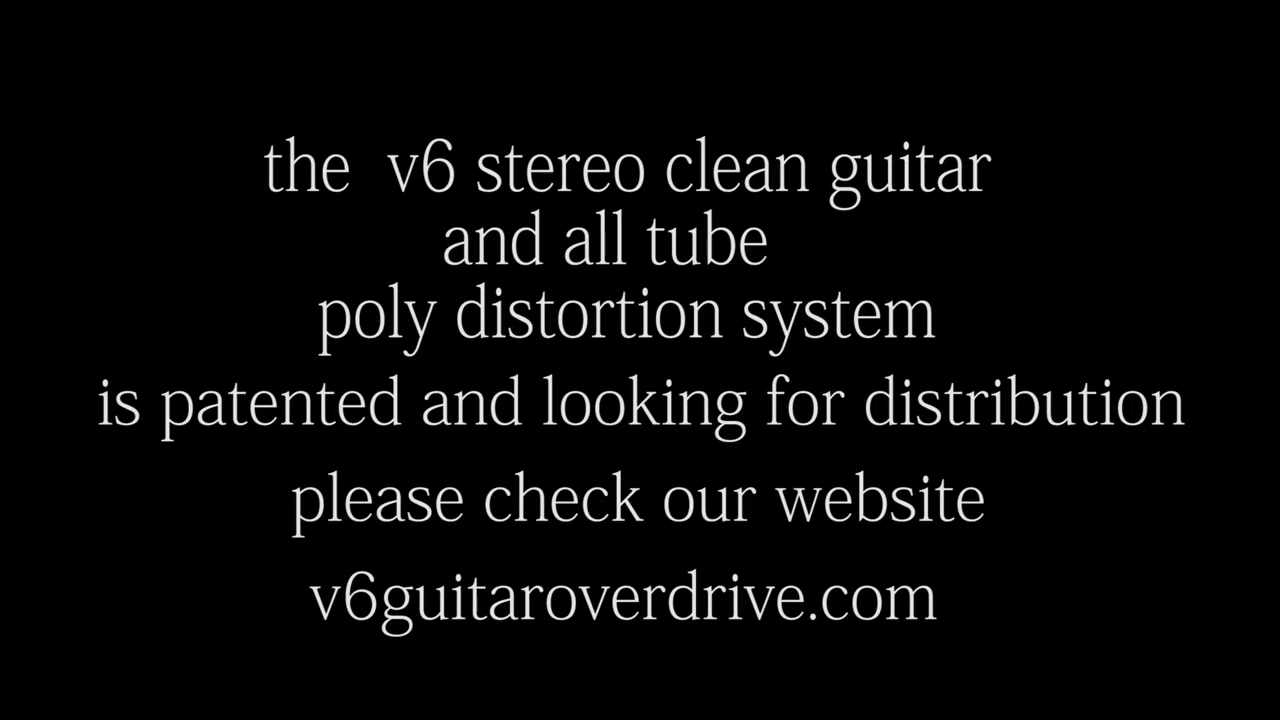 the v6 stereo clean guitar
and all tube
poly distortion system
is patented and looking for distribution
please check our website
v6guitaroverdrive.com